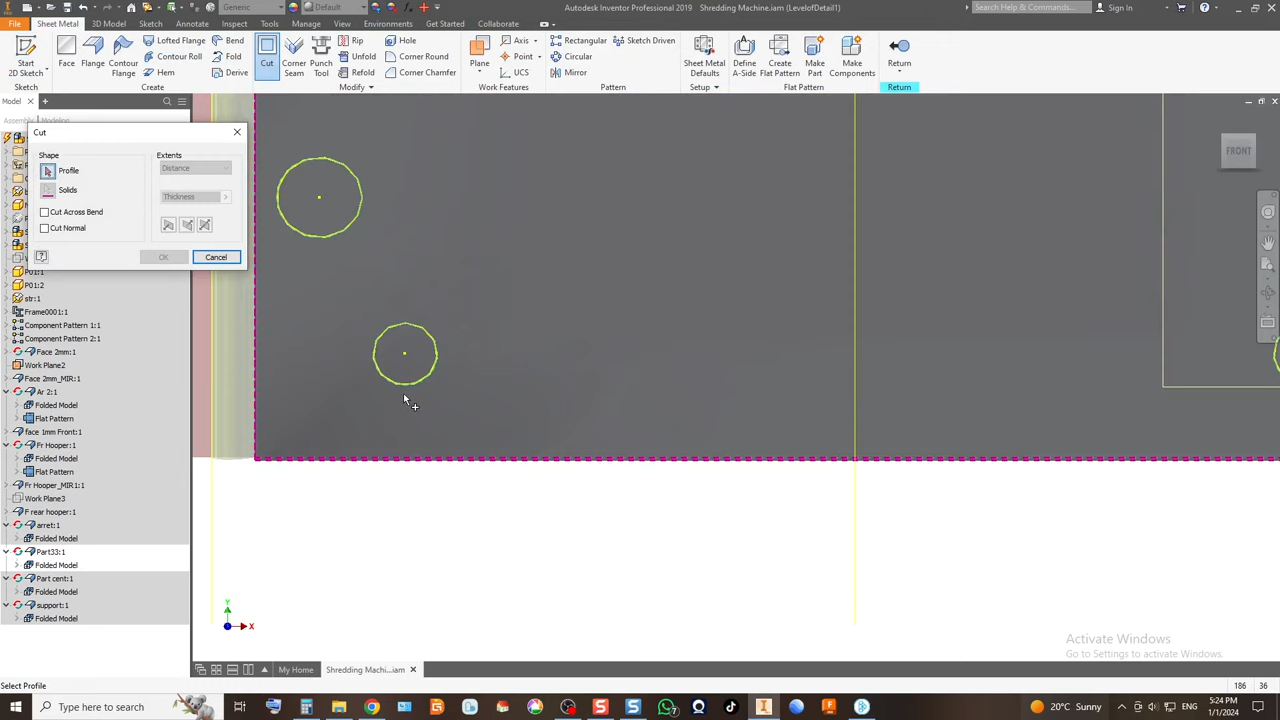 Generic
Default
Autodesk Inventor Professional 2019 Shredding Machine.iam (LevelofDetail1)
Search Help & Commands...
Sign In
File
Sheet Metal
3D Model
Sketch
Annotate
Inspect
Tools
Manage
View
Environments
Get Started
Collaborate
Start
2D Sketch
Face
Flange
Contour
Flange
Lofted Flange
Contour Roll
Hem
Bend
Fold
Derive
Cut
Corner
Seam
Punch
Tool
Rip
Unfold
Refold
Hole
Corner Round
Corner Chamfer
Plane
Axis
Point
UCS
Rectangular
Circular
Mirror
Sketch Driven
Sheet Metal
Defaults
Define
A-Side
Create
Flat Pattern
Make
Part
Make
Components
Return
Sketch
Create
Modify
Work Features
Pattern
Setup
Flat Pattern
Return
Model
Assembly
Modeling
Cut
Shape
Profile
Solids
Cut Across Bend
Cut Normal
Extents
Distance
Thickness
OK
Cancel
FRONT
P01:1
P01:2
str:1
Frame0001:1
Component Pattern 1:1
Component Pattern 2:1
Face 2mm:1
Work Plane2
Face 2mm_MIR:1
Ar 2:1
Folded Model
Flat Pattern
face 1mm Front:1
Fr Hooper:1
Folded Model
Flat Pattern
Fr Hooper_MIR1:1
Work Plane3
F rear hooper:1
arret:1
Folded Model
Part33:1
Folded Model
Part cent:1
Folded Model
support:1
Folded Model
Y
X
Activate Windows
Go to Settings to activate Windows.
My Home
Shredding Machi...iam
Select Profile
186
36
Type here to search
7
20°C Sunny
5:24 PM
1/1/2024